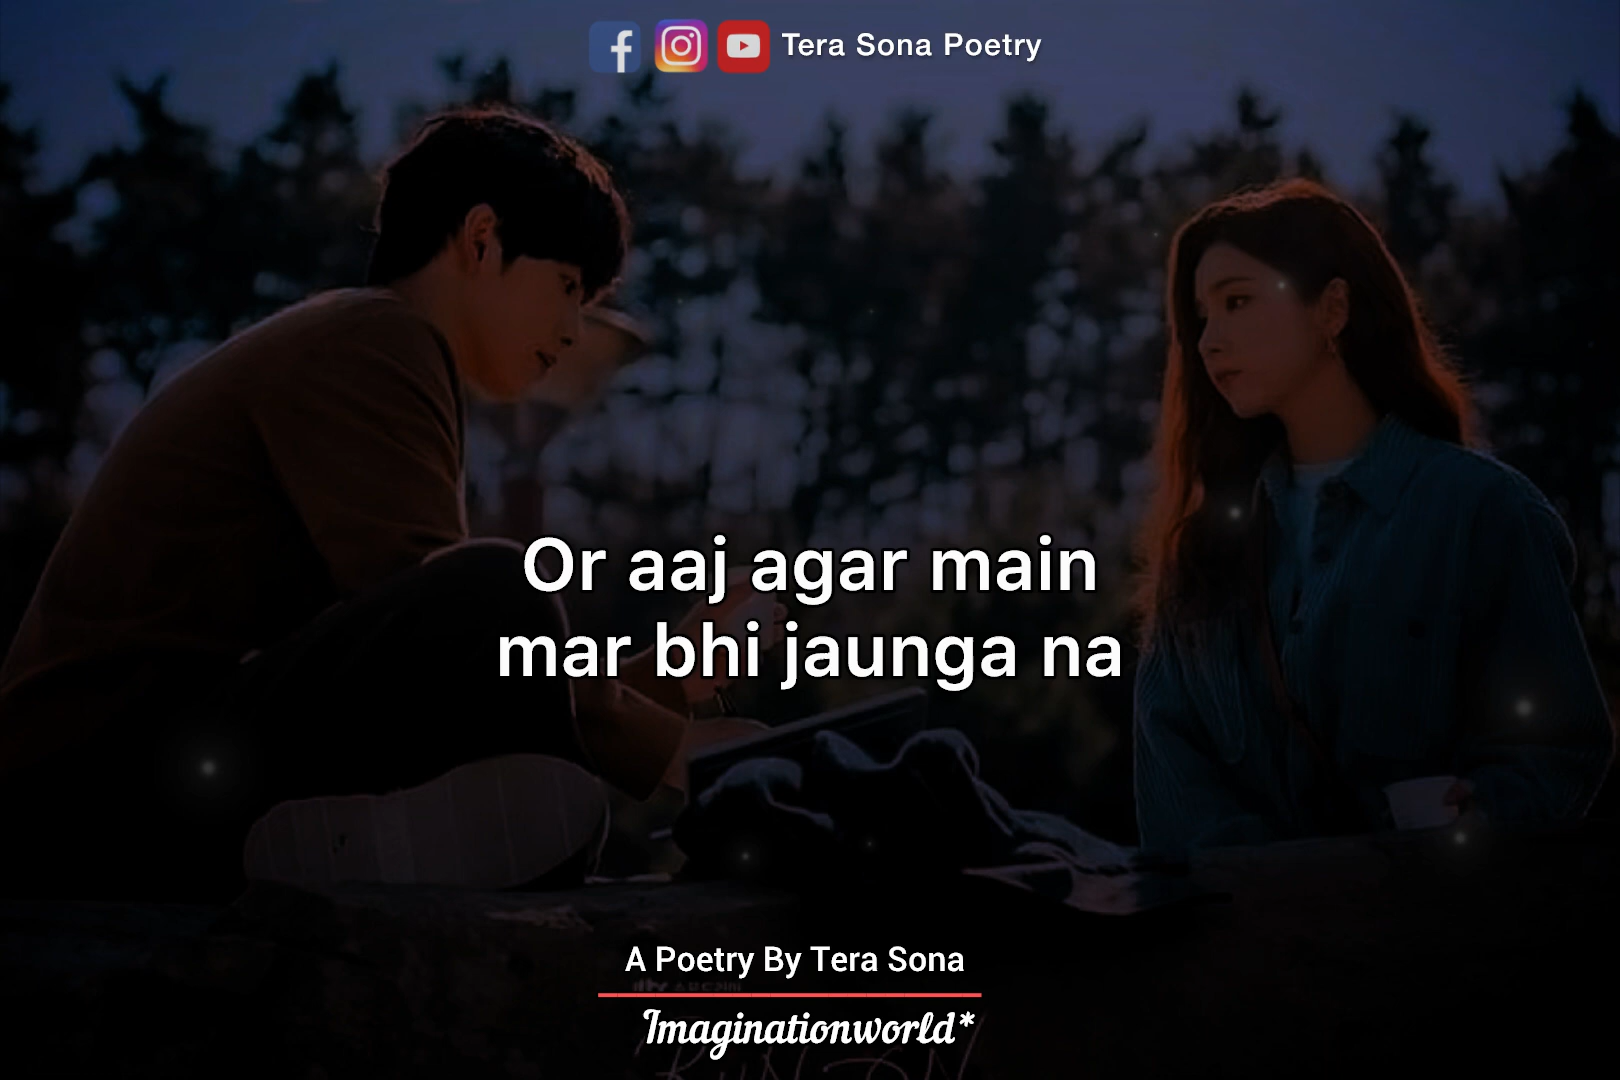 Tera Sona Poetry
Or aaj agar main
mar bhi jaunga na
A Poetry By Tera Sona
Imaginationworld*